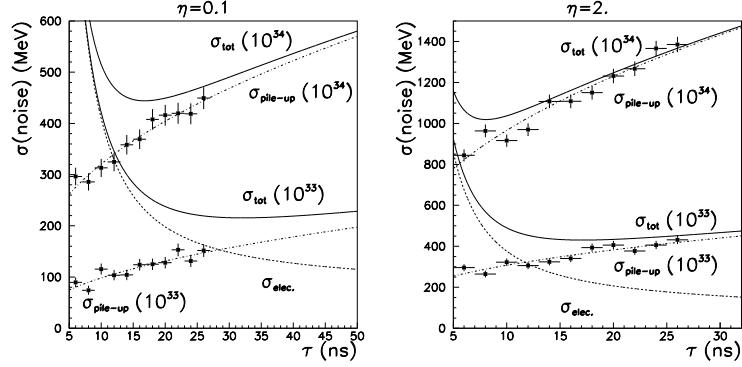 η=0.1
σ(noise) (MeV)
600
500
400
300
200
100
0
σtot (10³⁴)
σpile-up (10³⁴)
σtot (10³³)
σelec.
σpile-up (10³³)
5 10 15 20 25 30 35 40 45 50
τ (ns)
η=2.
σ(noise) (MeV)
1400
1200
1000
800
600
400
200
0
σtot (10³⁴)
σpile-up (10³⁴)
σtot (10³³)
σpile-up (10³³)
σelec.
5 10 15 20 25 30
τ (ns)